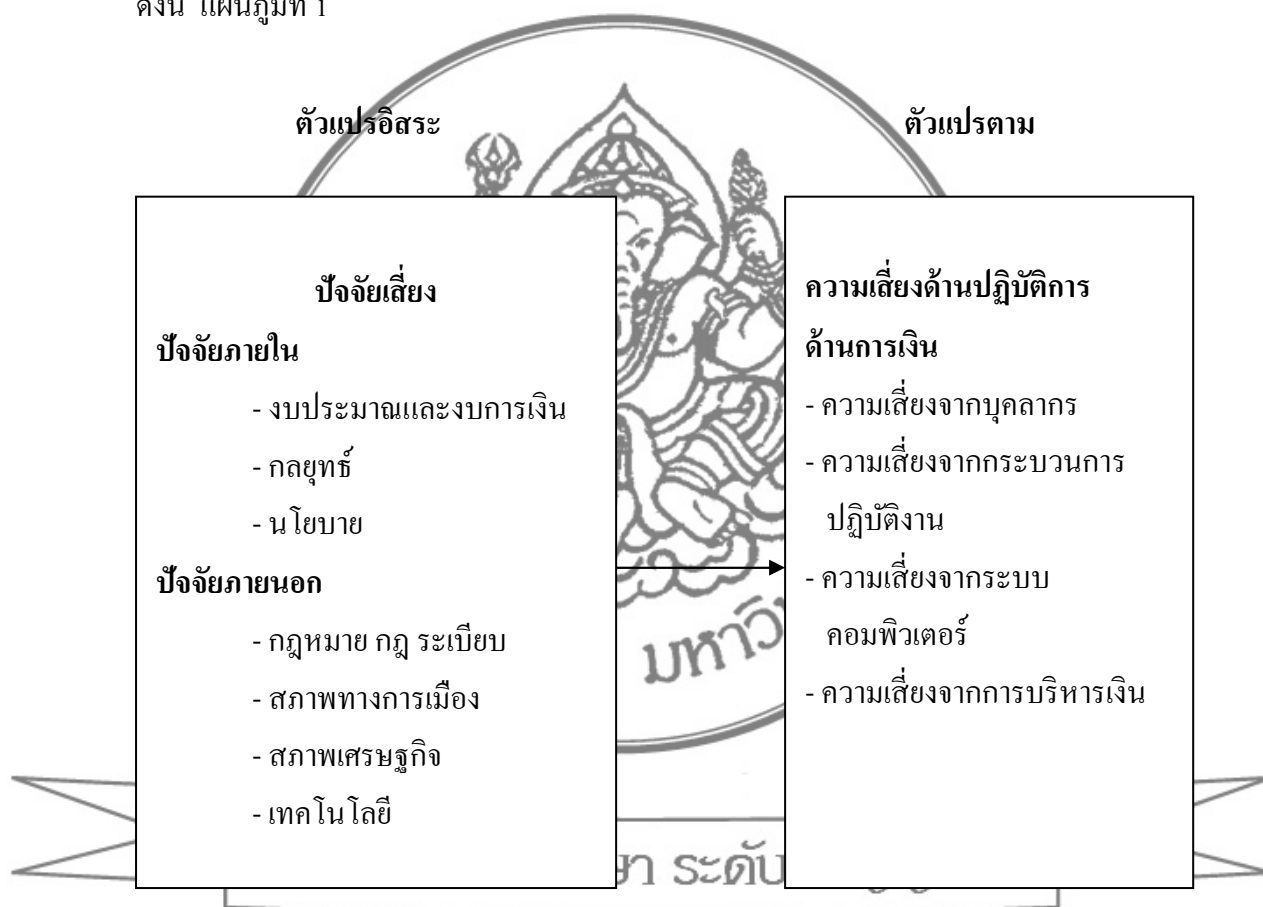 ดังนี้ แผนภูมิที่ 1
ตัวแปรอิสระ
ตัวแปรตาม
ปัจจัยเสี่ยง
ปัจจัยภายใน
- งบประมาณและงบการเงิน
- กลยุทธ์
- นโยบาย
ปัจจัยภายนอก
- กฎหมาย กฎ ระเบียบ
- สภาพทางการเมือง
- สภาพเศรษฐกิจ
- เทคโนโลยี
ความเสี่ยงด้านปฏิบัติการ
ด้านการเงิน
- ความเสี่ยงจากบุคลากร
- ความเสี่ยงจากกระบวนการ
ปฏิบัติงาน
- ความเสี่ยงจากระบบ
คอมพิวเตอร์
- ความเสี่ยงจากการบริหารเงิน
ระดับ